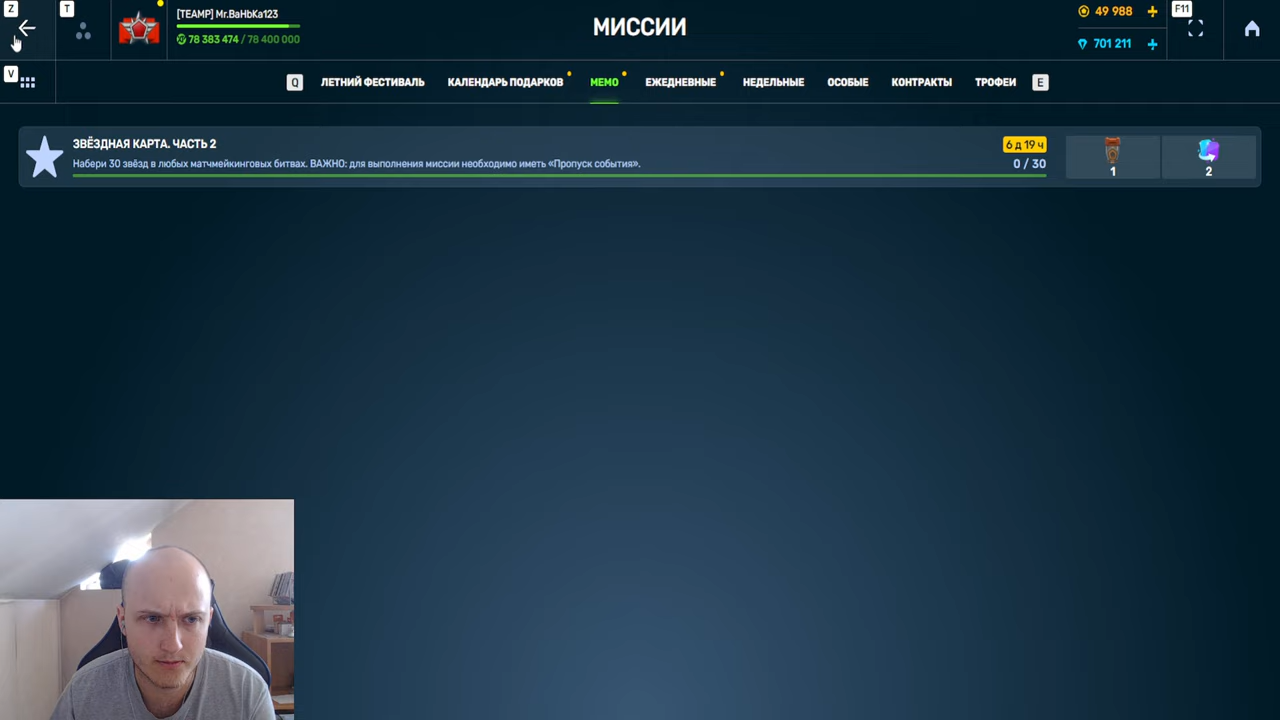 Z
T
[TEAMP] Mr.BaHbKa123
78 383 474 / 78 400 000
МИССИИ
49 988
701 211
F11
V
Q
ЛЕТНИЙ ФЕСТИВАЛЬ
КАЛЕНДАРЬ ПОДАРКОВ
МЕМО
ЕЖЕДНЕВНЫЕ
НЕДЕЛЬНЫЕ
ОСОБЫЕ
КОНТРАКТЫ
ТРОФЕИ
E
ЗВЁЗДНАЯ КАРТА. ЧАСТЬ 2
6 д 19 ч
Набери 30 звёзд в любых матчмейкинговых битвах. ВАЖНО: для выполнения миссии необходимо иметь «Пропуск события».
0 / 30
1
2